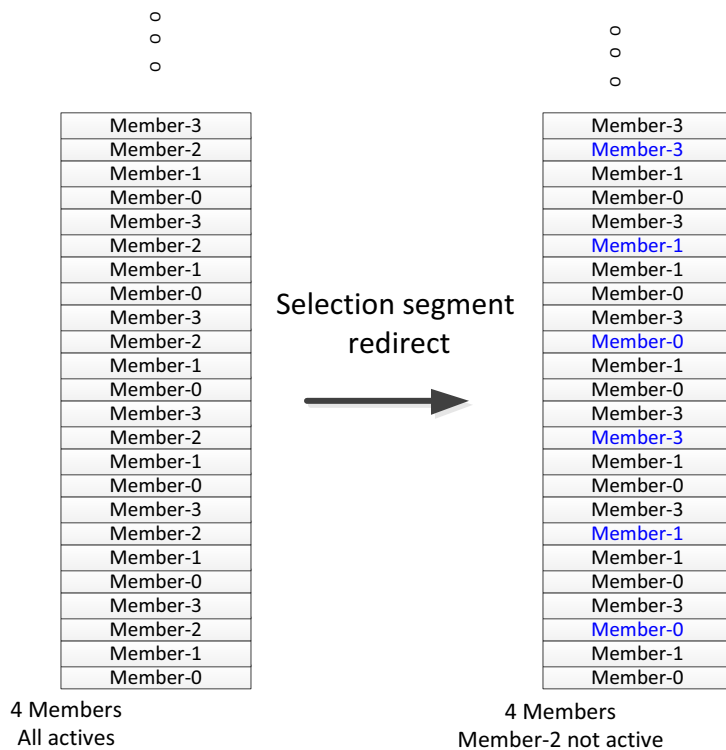 Member-3
Member-2
Member-1
Member-0
Member-3
Member-2
Member-1
Member-0
Member-3
Member-2
Member-1
Member-0
Member-3
Member-2
Member-1
Member-0
Member-3
Member-2
Member-1
Member-0
Member-3
Member-2
Member-1
Member-0
4 Members
All actives
Selection segment
redirect
Member-3
Member-3
Member-1
Member-0
Member-3
Member-1
Member-1
Member-0
Member-3
Member-0
Member-1
Member-0
Member-3
Member-3
Member-1
Member-0
Member-3
Member-1
Member-1
Member-0
Member-3
Member-0
Member-1
Member-0
4 Members
Member-2 not active